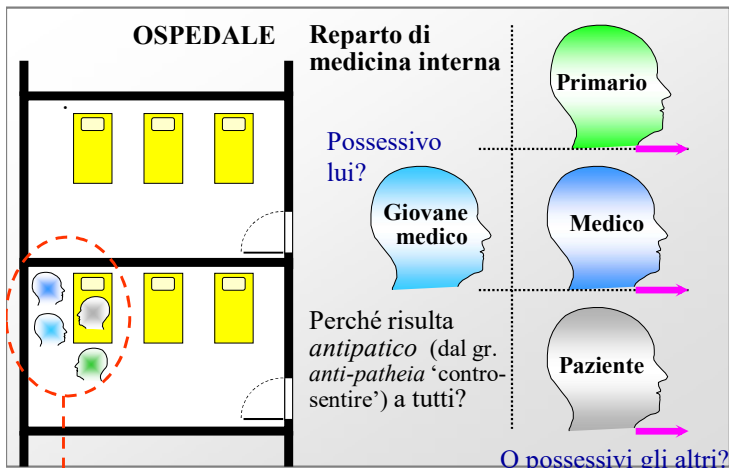 OSPEDALE
Reparto di
medicina interna
Primario
Possessivo
lui?
Giovane
medico
Medico
Perché risulta
antipatico (dal gr.
anti-patheia ‘contro-
sentire’) a tutti?
Paziente
O possessivi gli altri?